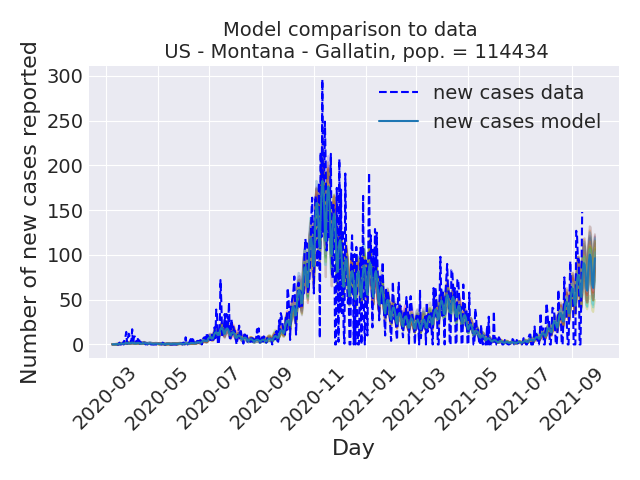 Model comparison to data
US - Montana - Gallatin, pop. = 114434
Number of new cases reported
300
250
200
150
100
50
0
new cases data
new cases model
2020-03
2020-05
2020-07
2020-09
2020-11
2021-01
2021-03
2021-05
2021-07
2021-09
Day